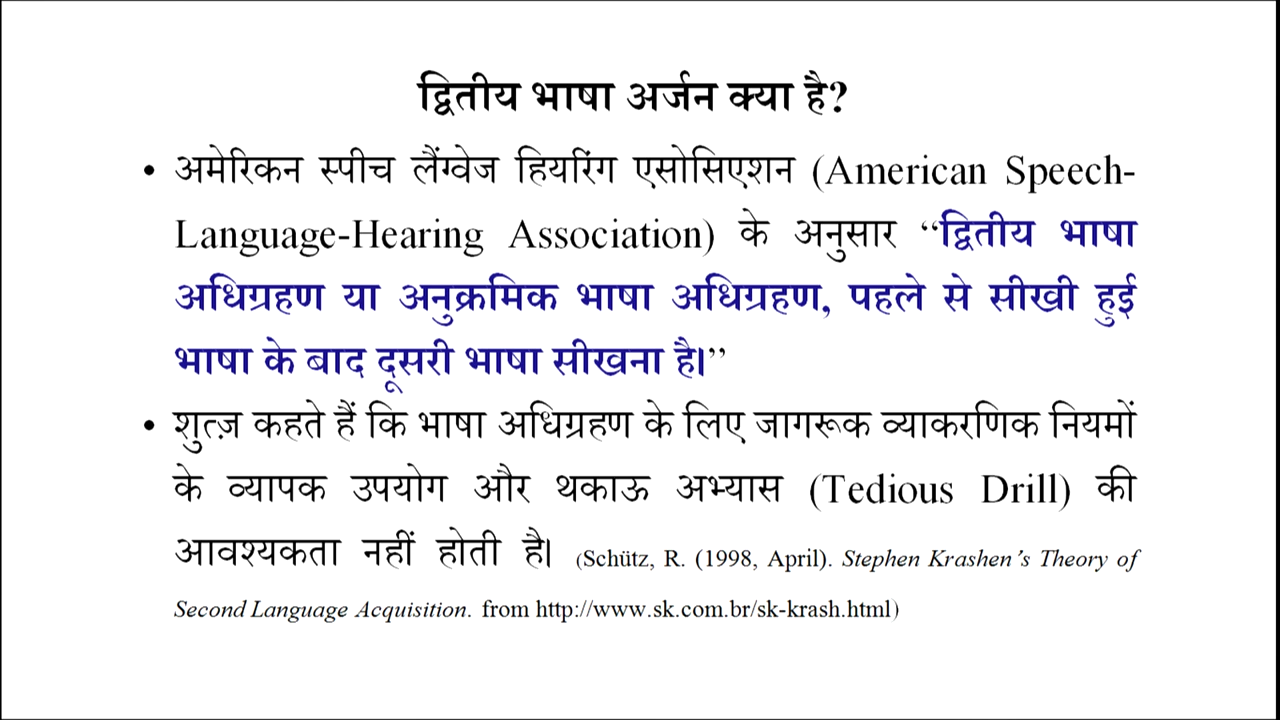 द्वितीय भाषा अर्जन क्या है?
• अमेरिकन स्पीच लैंग्वेज हियरिंग एसोसिएशन (American Speech-
Language-Hearing Association) के अनुसार “द्वितीय भाषा
अधिग्रहण या अनुक्रमिक भाषा अधिग्रहण, पहले से सीखी हुई
भाषा के बाद दूसरी भाषा सीखना है।”
• शुत्ज़ कहते हैं कि भाषा अधिग्रहण के लिए जागरूक व्याकरणिक नियमों
के व्यापक उपयोग और थकाऊ अभ्यास (Tedious Drill) की
आवश्यकता नहीं होती है। (Schütz, R. (1998, April). Stephen Krashen’s Theory of
Second Language Acquisition. from http://www.sk.com.br/sk-krash.html)